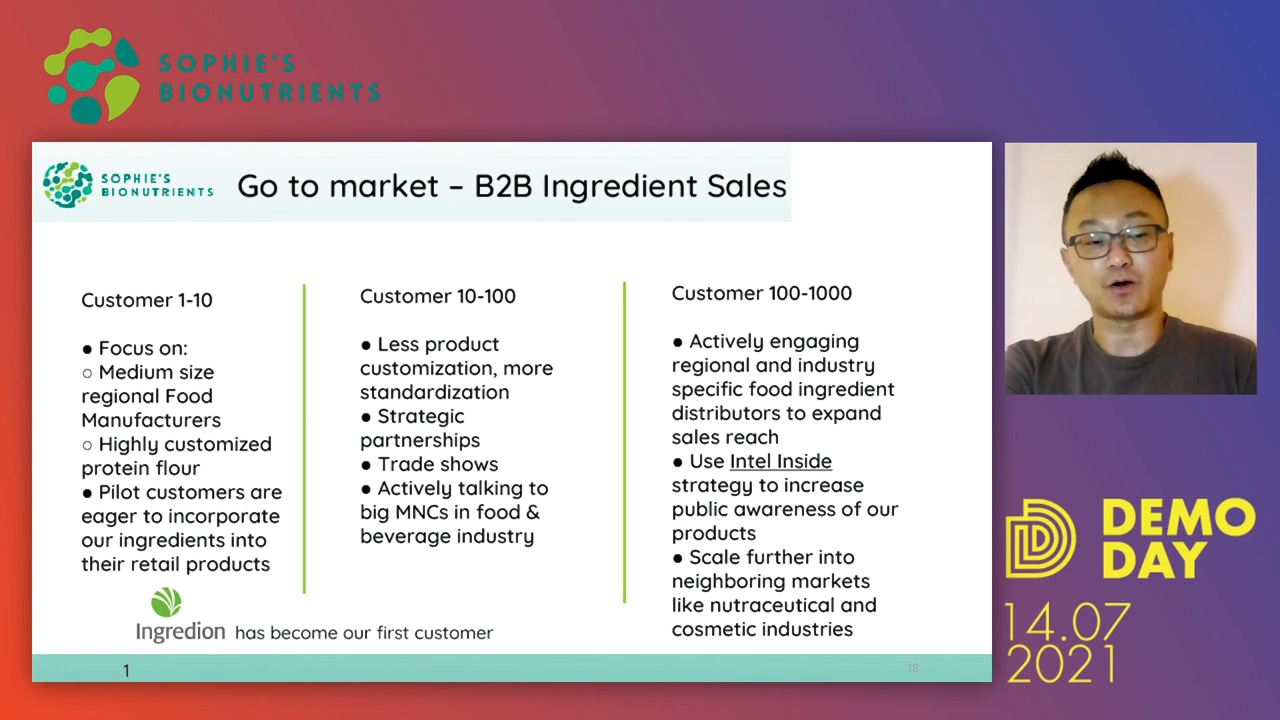 SOPHIE'S
BIONUTRIENTS
SOPHIE'S
BIONUTRIENTS
Go to market – B2B Ingredient Sales
Customer 1-10
● Focus on:
○ Medium size
regional Food
Manufacturers
○ Highly customized
protein flour
● Pilot customers are
eager to incorporate
our ingredients into
their retail products
Customer 10-100
● Less product
customization, more
standardization
● Strategic
partnerships
● Trade shows
● Actively talking to
big MNCs in food &
beverage industry
Customer 100-1000
● Actively engaging
regional and industry
specific food ingredient
distributors to expand
sales reach
● Use Intel Inside
strategy to increase
public awareness of our
products
● Scale further into
neighboring markets
like nutraceutical and
cosmetic industries
Ingredion has become our first customer
1
18
DEMO
DAY
14.07
2021